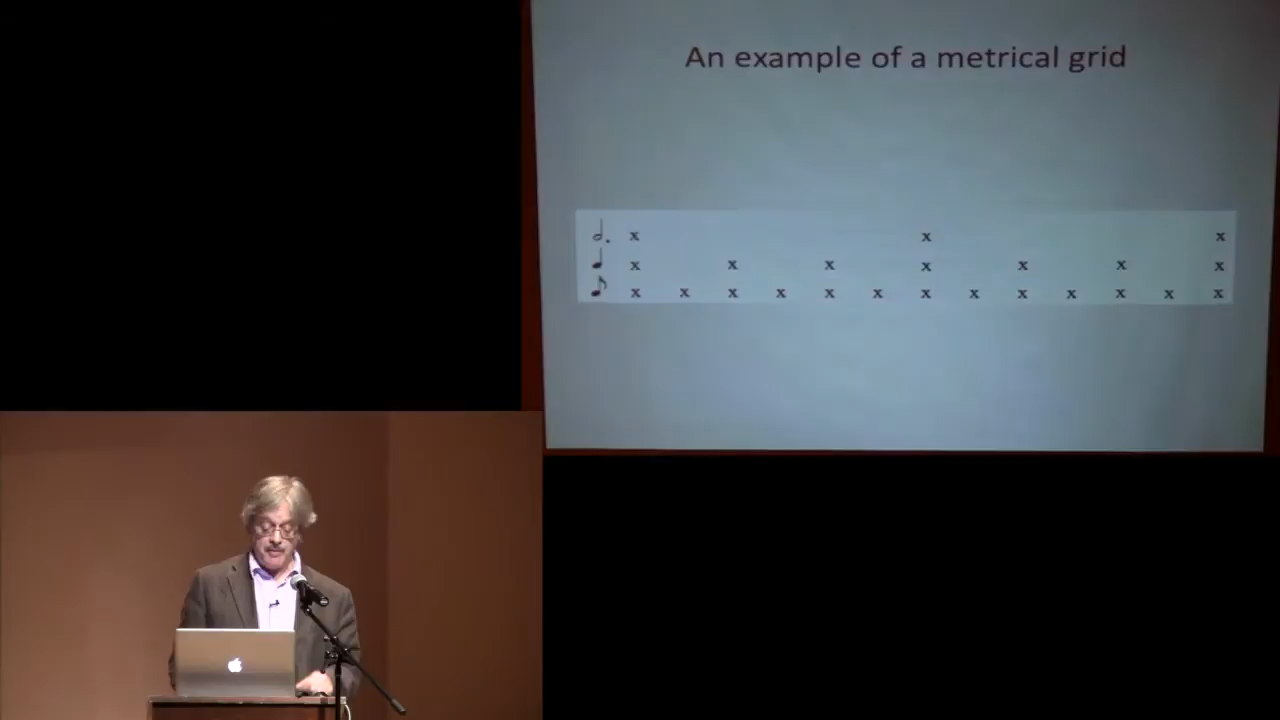 An example of a metrical grid
x x x
x x x x x x x
x x x x x x x x x x x x x